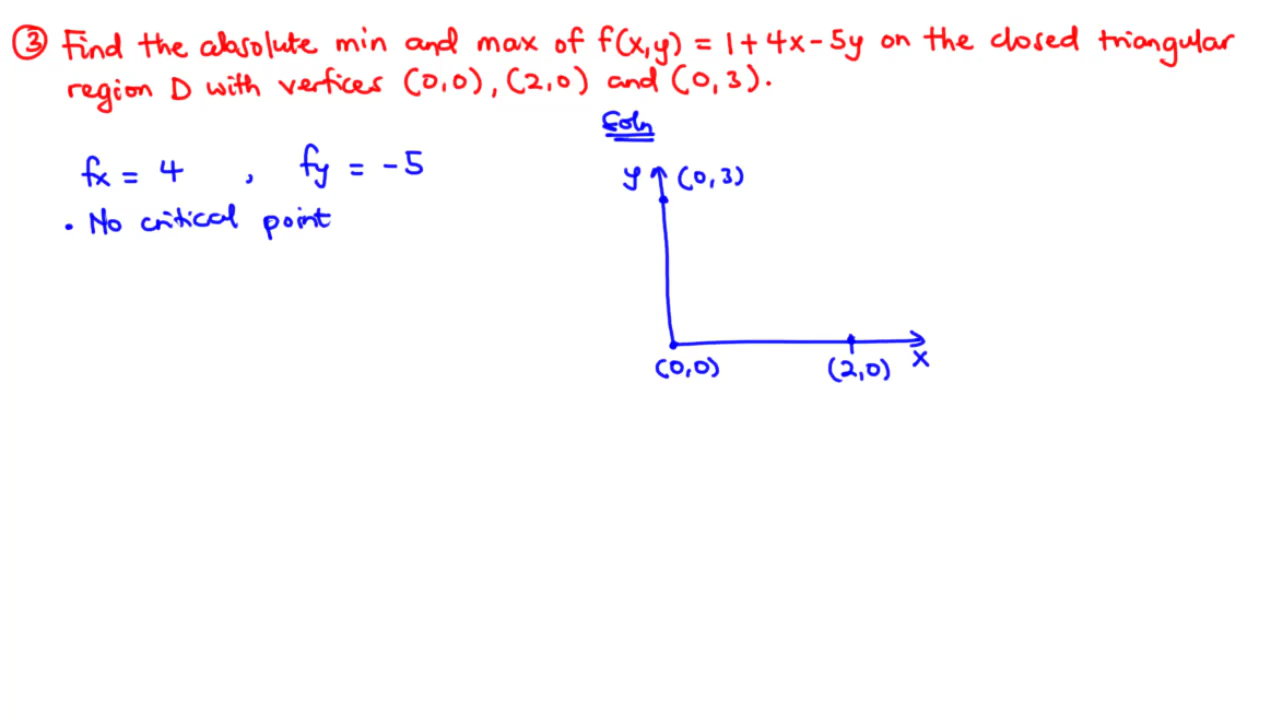 ③ Find the absolute min and max of f(x,y) = 1+4x-5y on the closed triangular
region D with vertices (0,0), (2,0) and (0,3).
Soln
fx = 4 , fy = -5
• No critical point
y (0,3)
(0,0) (2,0) x